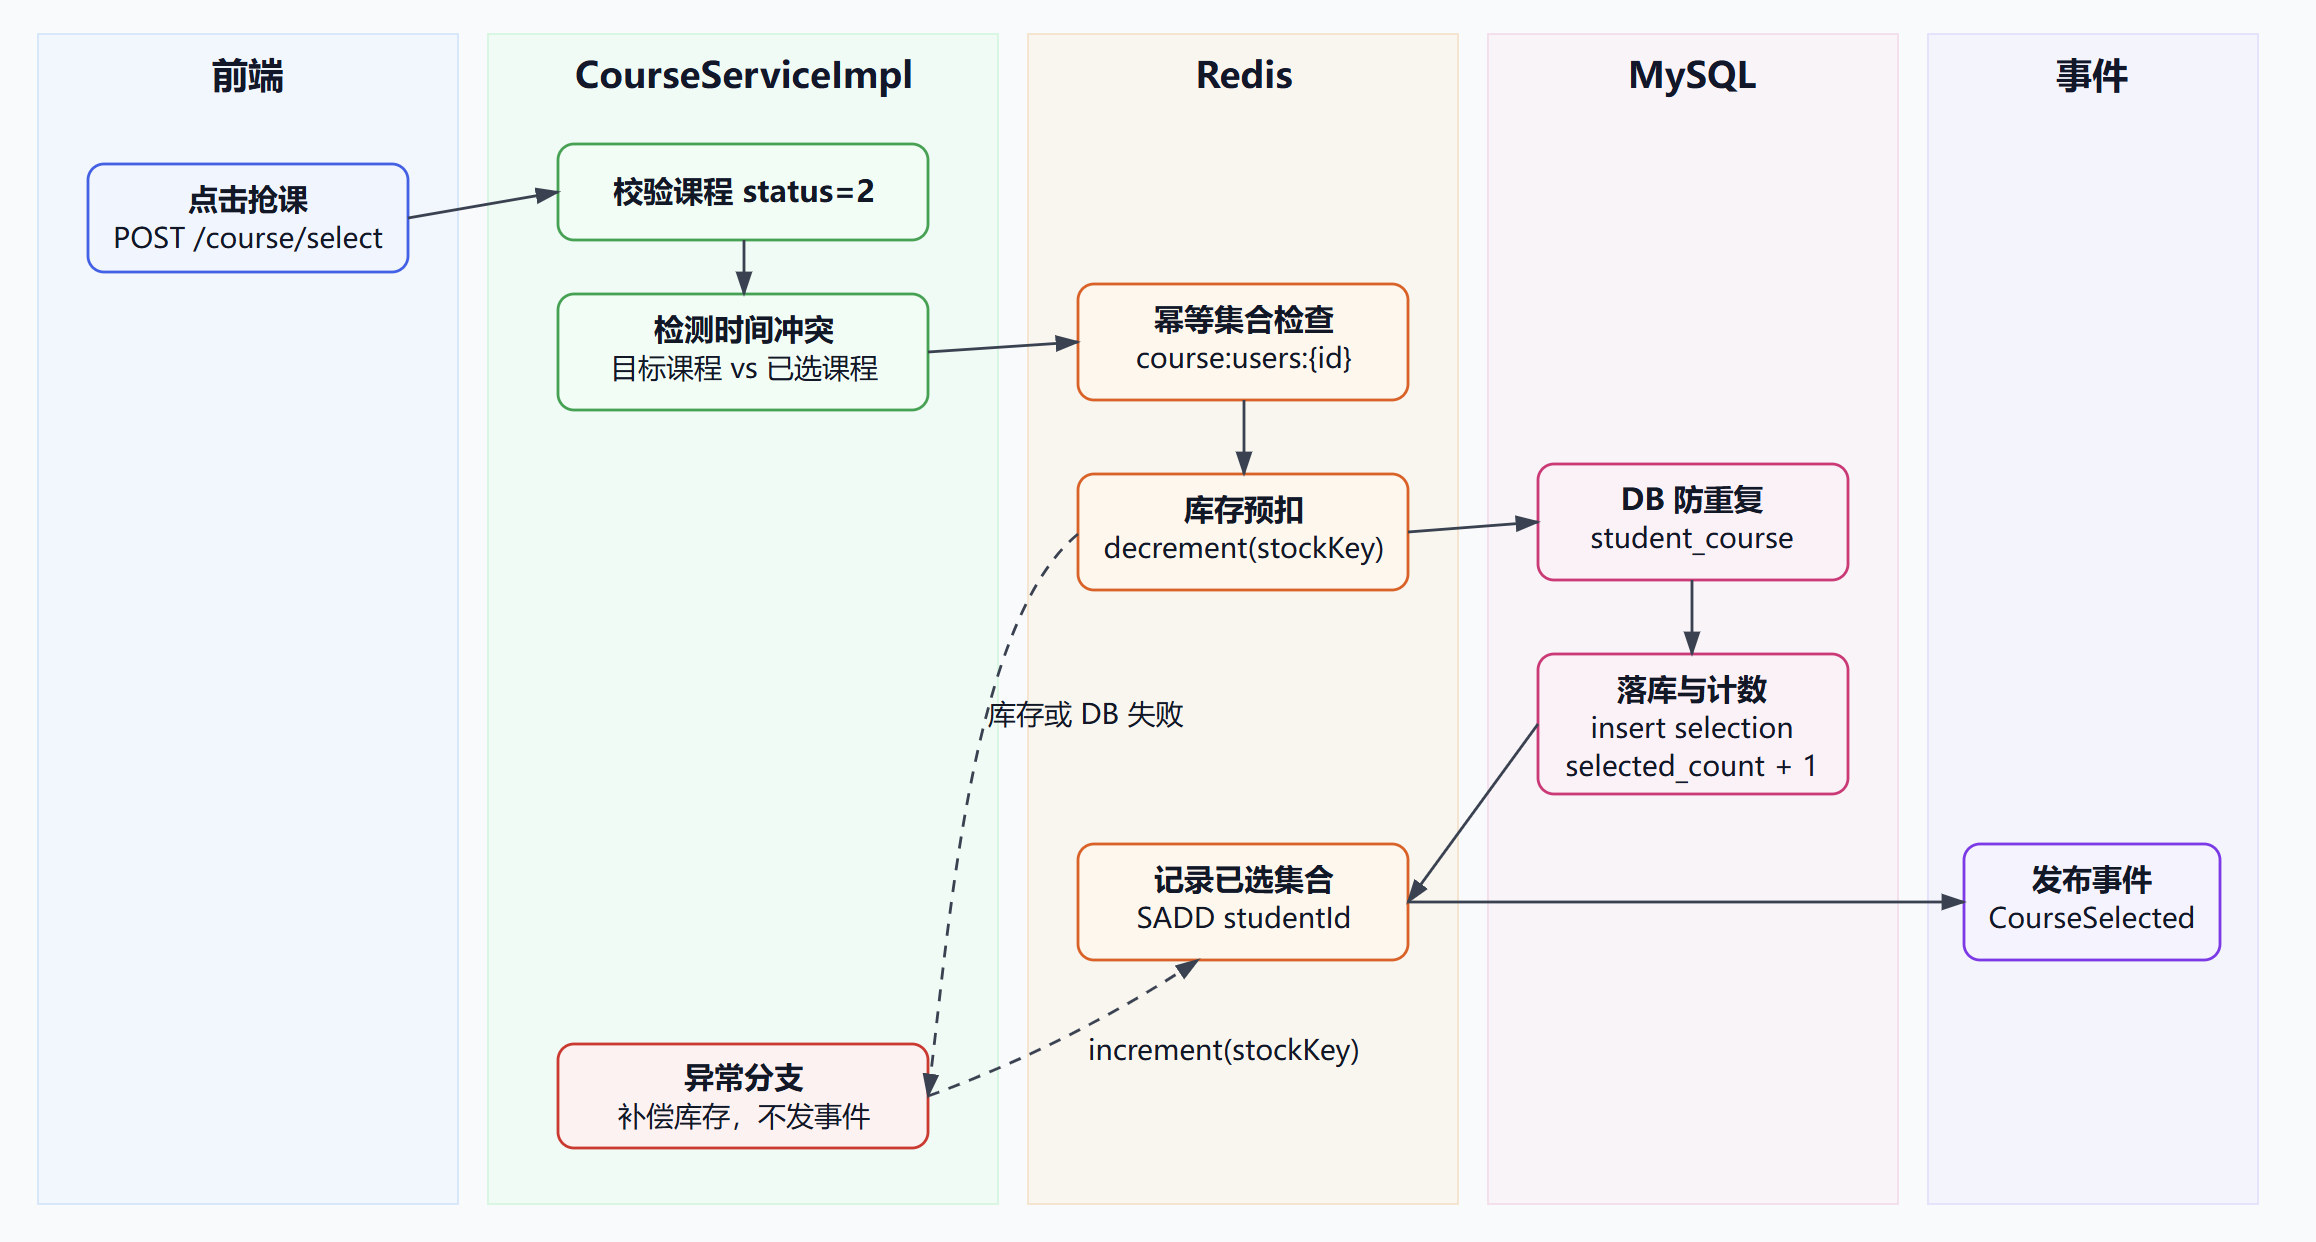 前端
CourseServiceImpl
Redis
MySQL
事件
点击抢课
POST /course/select
校验课程 status=2
检测时间冲突
目标课程 vs 已选课程
幂等集合检查
course:users:{id}
库存预扣
decrement(stockKey)
DB 防重复
student_course
落库与计数
insert selection
selected_count + 1
库存或 DB 失败
记录已选集合
SADD studentId
发布事件
CourseSelected
increment(stockKey)
异常分支
补偿库存，不发事件